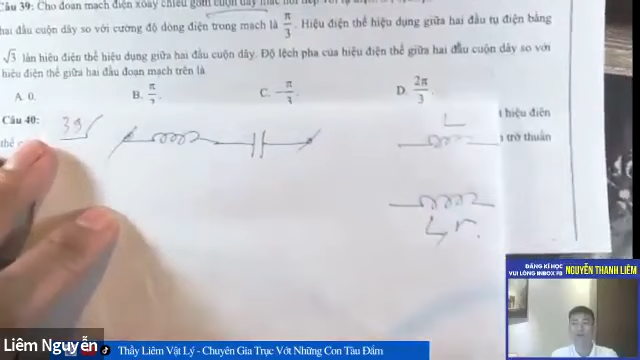 Câu 39: Cho đoạn mạch điện xoay chiều gồm cuộn dây mắc nối tiếp với tụ điện
hai đầu cuộn dây so với cường độ dòng điện trong mạch là π/3. Hiệu điện thế hiệu dụng giữa hai đầu tụ điện bằng
√3 lần hiệu điện thế hiệu dụng giữa hai đầu cuộn dây. Độ lệch pha của hiệu điện thế giữa hai đầu cuộn dây so với
hiệu điện thế giữa hai đầu đoạn mạch trên là
A. 0. B. π C. -π/3. D. 2π/3.
Câu 40: hiệu điện
thế trở thuần
39
L
L, r.
ĐĂNG KÍ HỌC
VUI LÒNG INBOX FB NGUYỄN THANH LIÊM
Liêm Nguyễn
Thầy Liêm Vật Lý - Chuyên Gia Trục Vớt Những Con Tàu Đắm